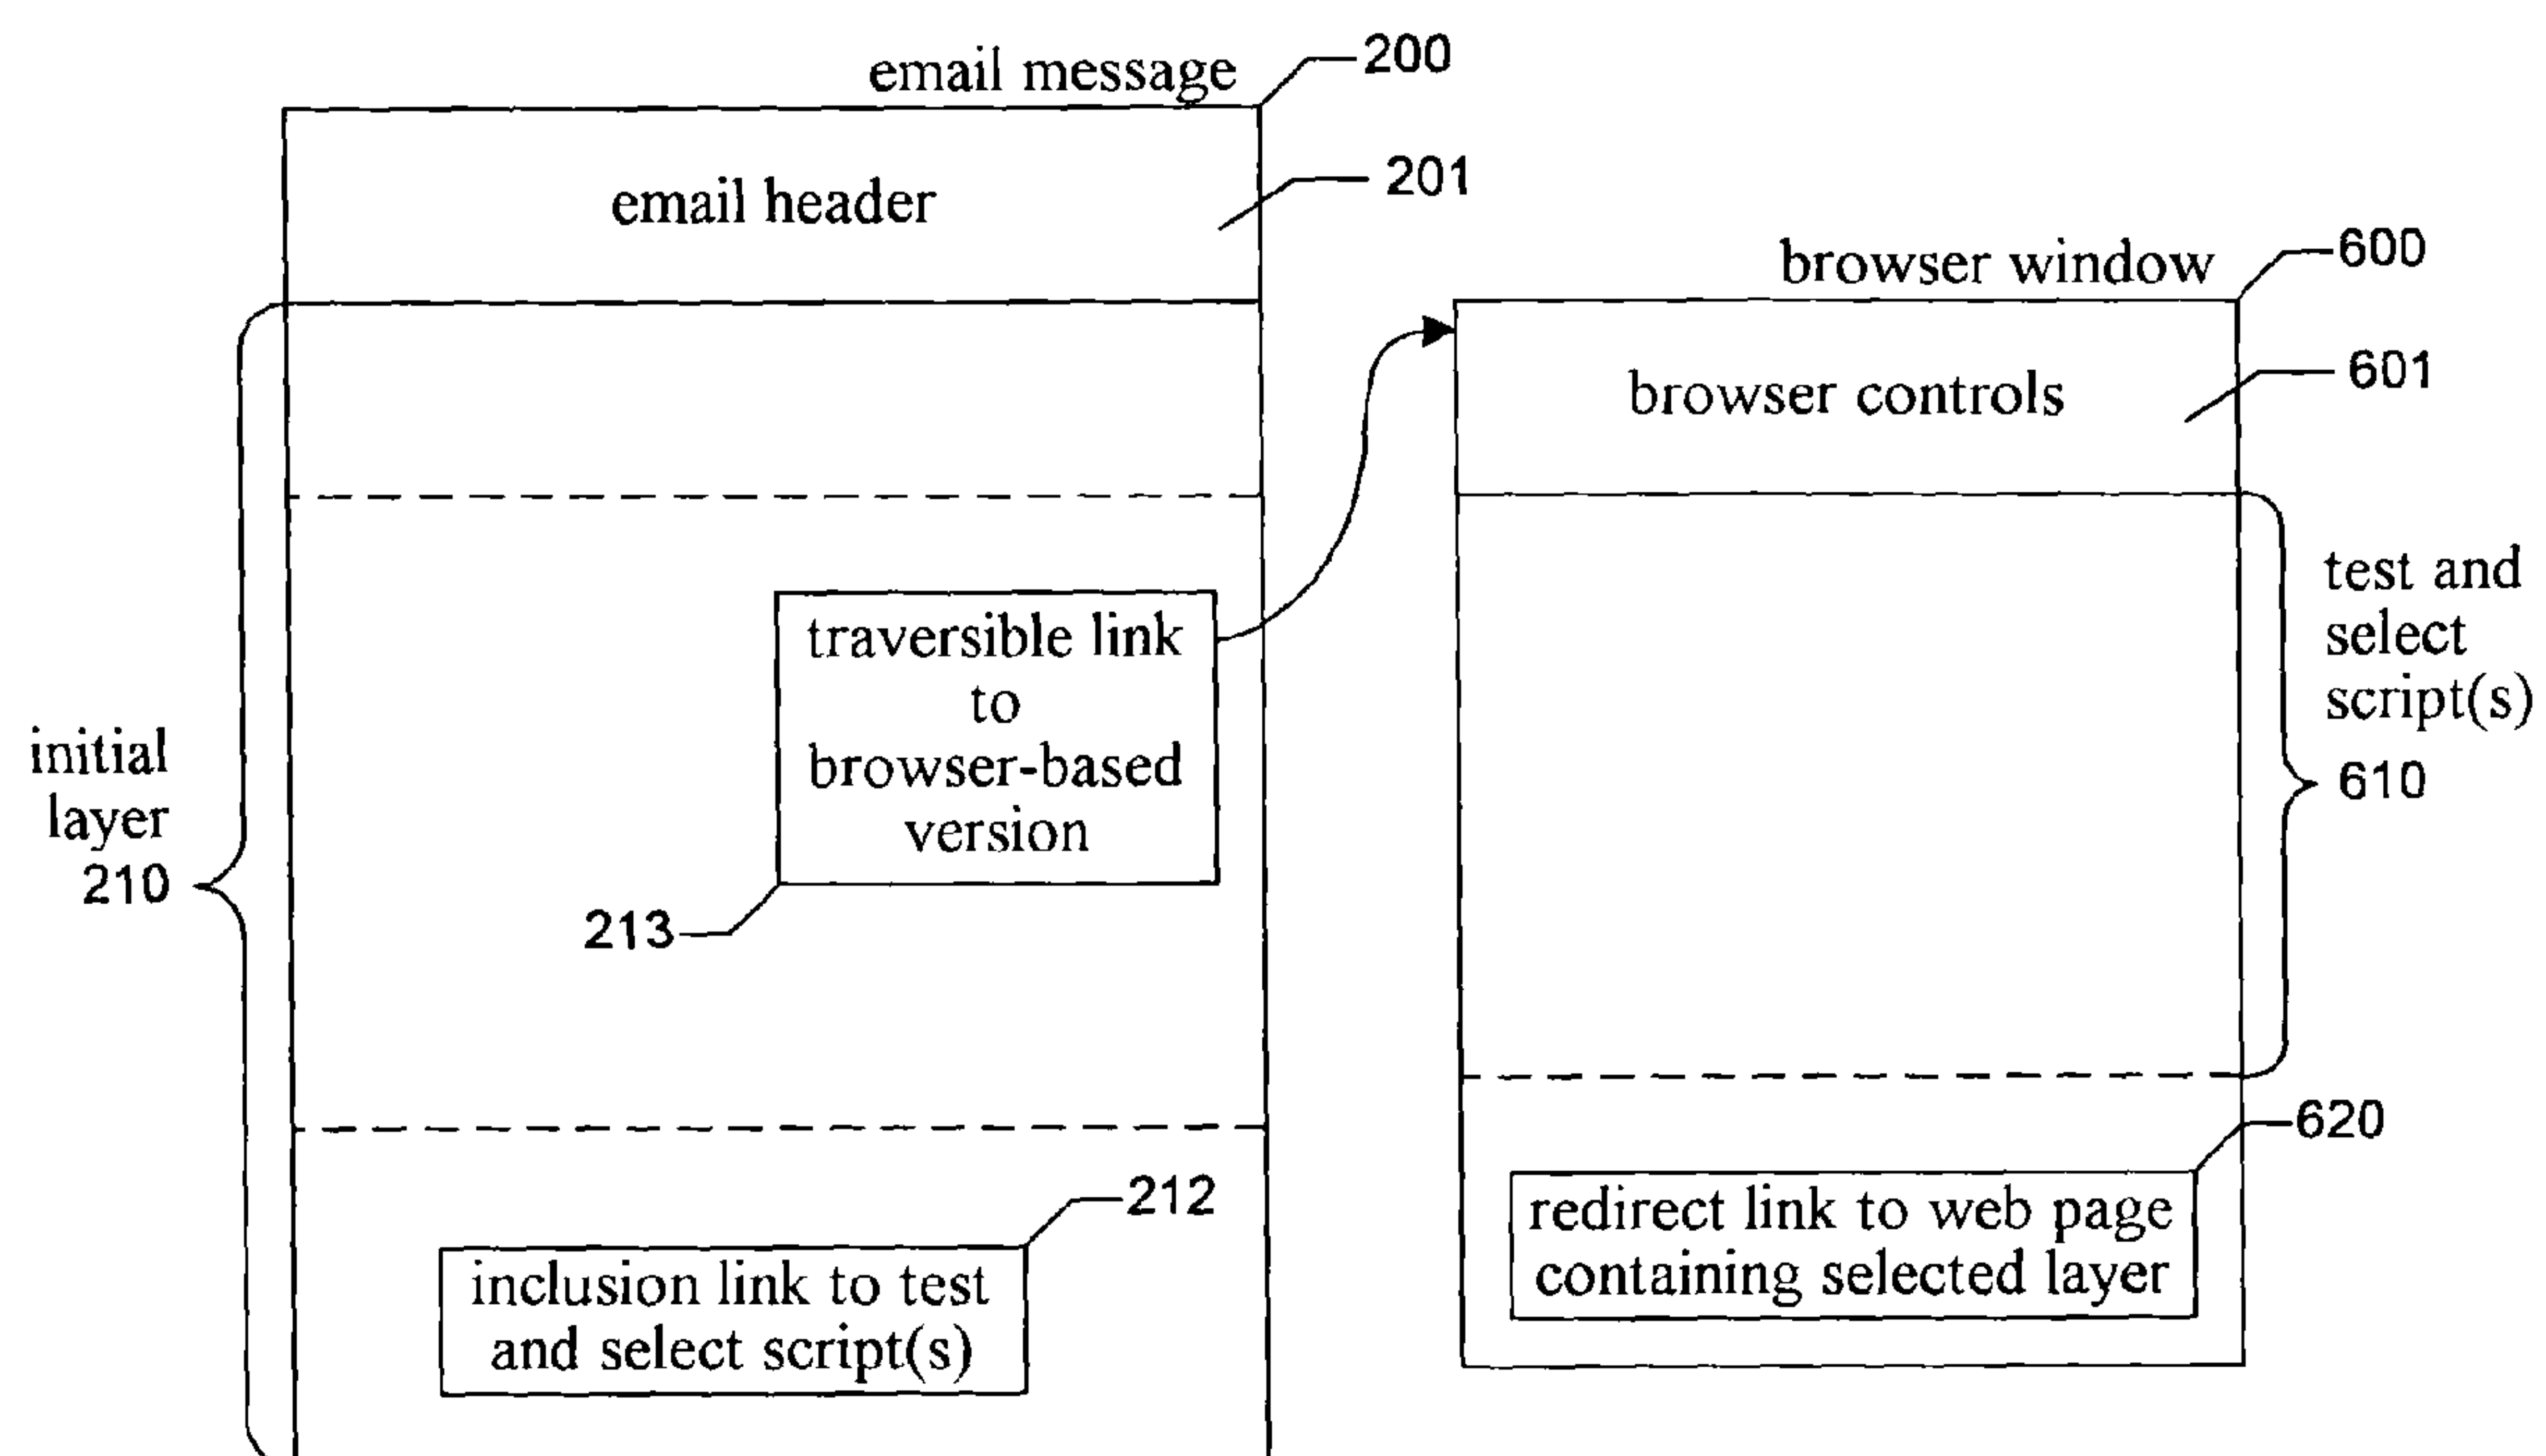 email message
200
email header
201
browser window
600
browser controls
601
traversible link
to
browser-based
version
213
initial
layer
210
test and
select
script(s)
610
212
inclusion link to test
and select script(s)
620
redirect link to web page
containing selected layer